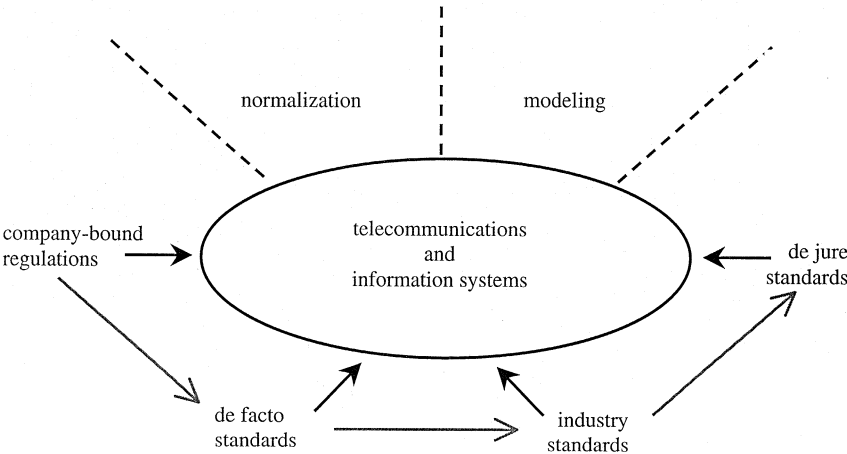 normalization
modeling
telecommunications
and
information systems
company-bound
regulations
de jure
standards
de facto
standards
industry
standards